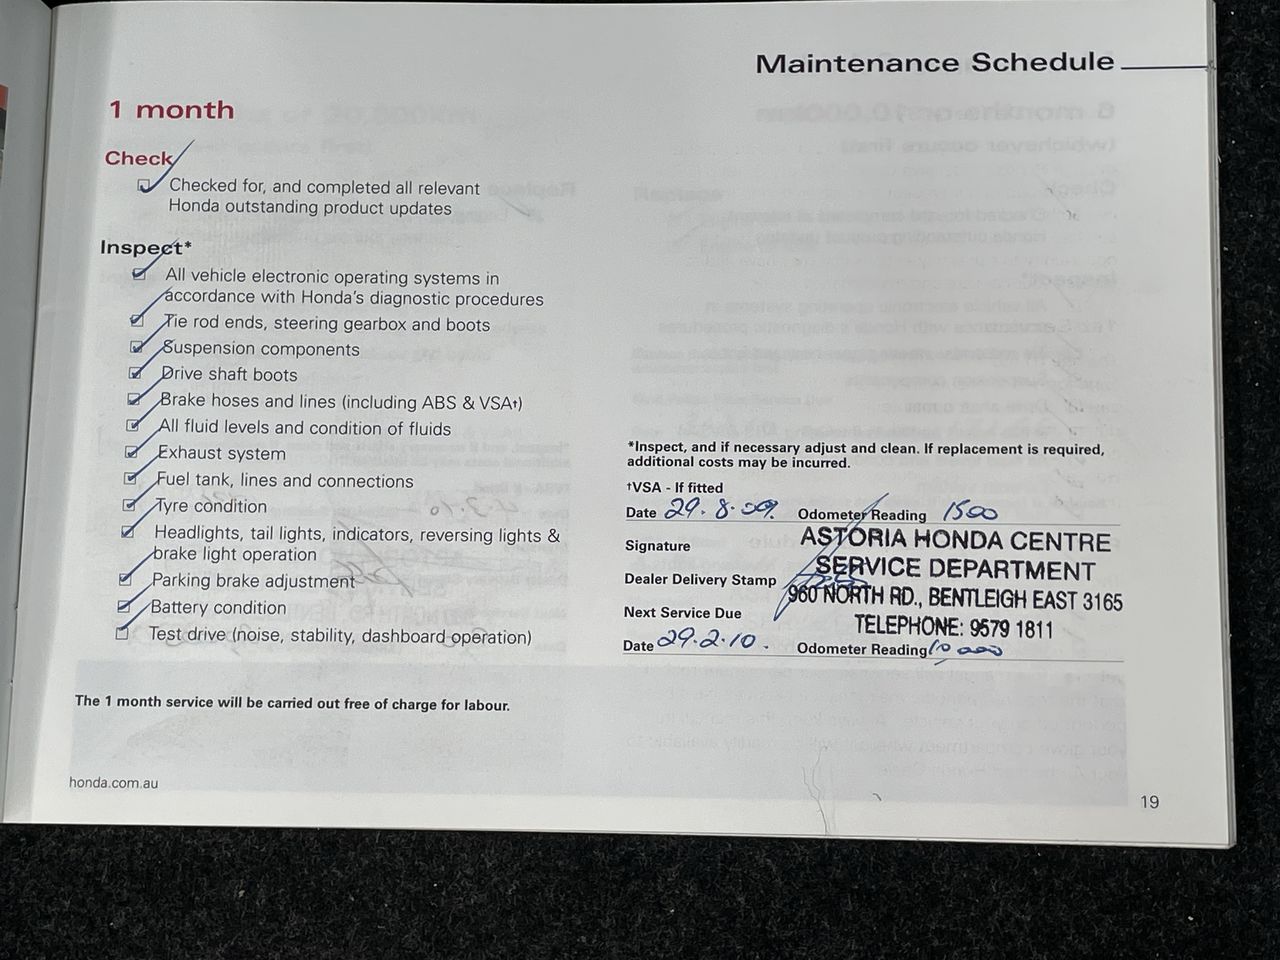 Maintenance Schedule
1 month
Check
Checked for, and completed all relevant
Honda outstanding product updates
Inspect*
All vehicle electronic operating systems in
accordance with Honda's diagnostic procedures
Tie rod ends, steering gearbox and boots
Suspension components
Drive shaft boots
Brake hoses and lines (including ABS & VSA†)
All fluid levels and condition of fluids
Exhaust system
Fuel tank, lines and connections
Tyre condition
Headlights, tail lights, indicators, reversing lights &
brake light operation
Parking brake adjustment
Battery condition
Test drive (noise, stability, dashboard operation)
The 1 month service will be carried out free of charge for labour.
honda.com.au
*Inspect, and if necessary adjust and clean. If replacement is required,
additional costs may be incurred.
†VSA - If fitted
Date 29.8.09. Odometer Reading 1500
Signature
ASTORIA HONDA CENTRE
SERVICE DEPARTMENT
Dealer Delivery Stamp
960 NORTH RD., BENTLEIGH EAST 3165
Next Service Due
TELEPHONE: 9579 1811
Date 29.2.10. Odometer Reading 10,000
19